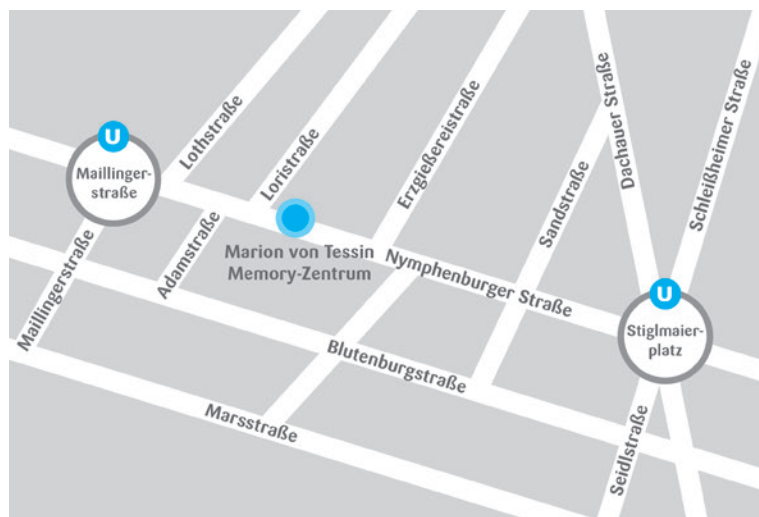 U
Maillinger-
straße
Lothstraße
Loristraße
Erzgießereistraße
Sandstraße
Dachauer Straße
Schleißheimer Straße
Maillingerstraße
Adamstraße
Marion von Tessin
Memory-Zentrum
Nymphenburger Straße
U
Stiglmaier-
platz
Blutenburgstraße
Marsstraße
Seidlstraße